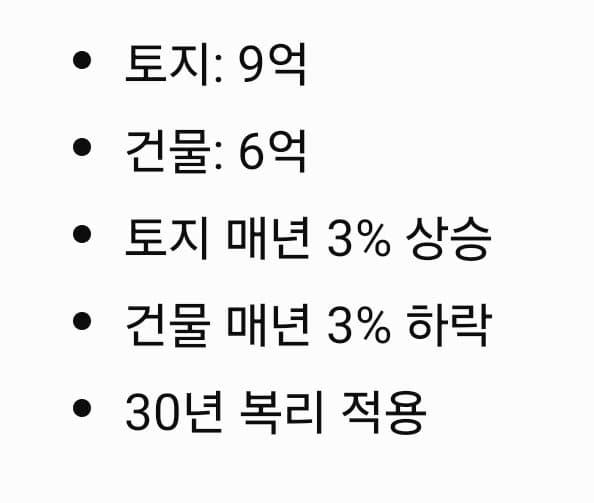 • 토지: 9억
• 건물: 6억
• 토지 매년 3% 상승
• 건물 매년 3% 하락
• 30년 복리 적용